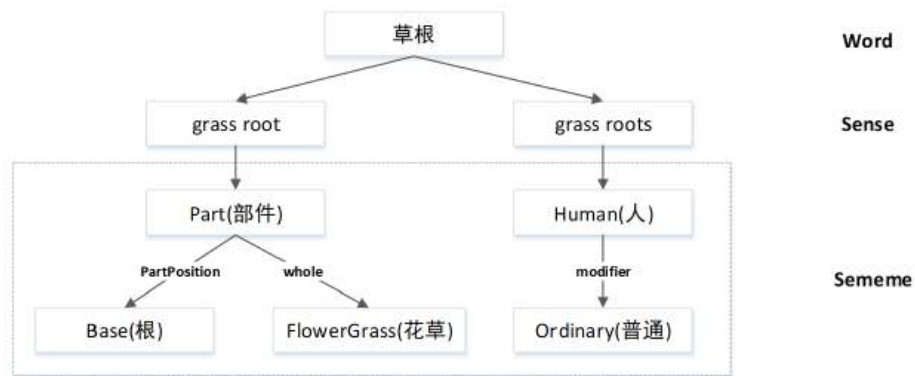 草根
Word
grass root
grass roots
Sense
Part(部件)
Human(人)
PartPosition
whole
modifier
Sememe
Base(根)
FlowerGrass(花草)
Ordinary(普通)